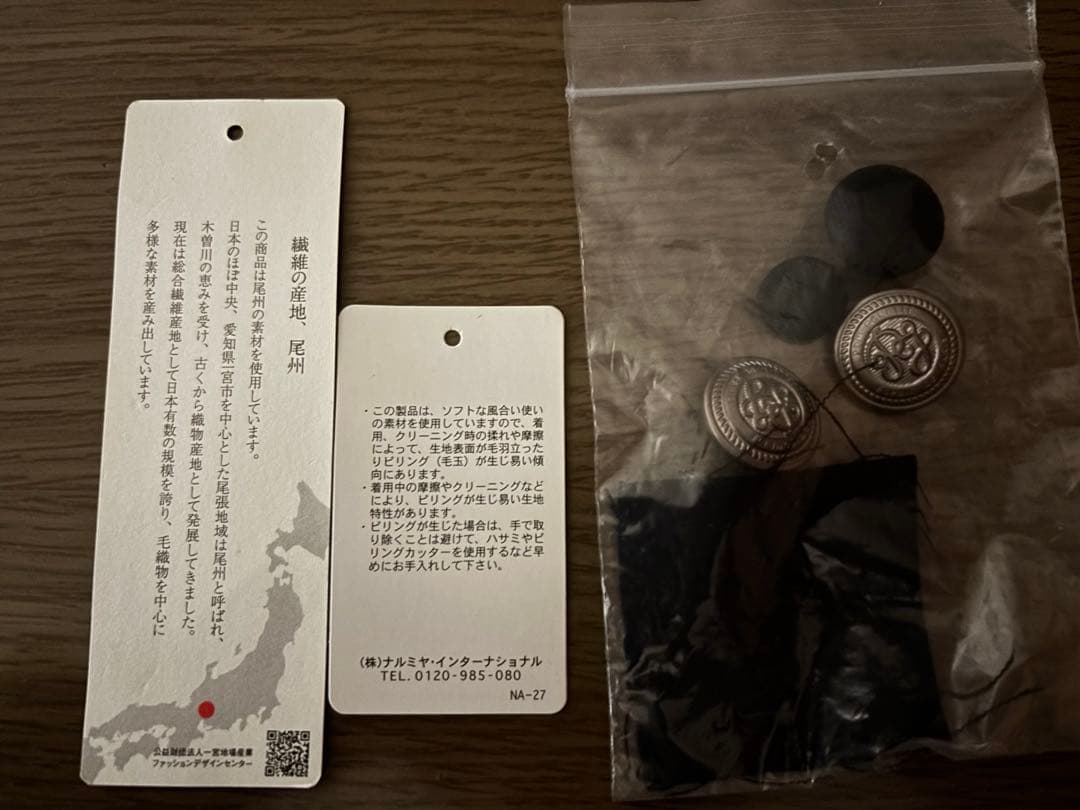 繊維の産地、尾州
この商品は尾州の素材を使用しています。
日本のほぼ中央、愛知県一宮市を中心とした尾張地域は尾州と呼ばれ、
木曽川の恵みを受け、古くから織物産地として発展してきました。
現在は総合繊維産地として日本有数の規模を誇り、毛織物を中心に
多様な素材を産み出しています。
公益財団法人一宮地場産業
ファッションデザインセンター
・この製品は、ソフトな風合い使い
の素材を使用していますので、着
用、クリーニング時の揉れや摩擦
によって、生地表面が毛羽立った
りピリング（毛玉）が生じ易い傾
向にあります。
・着用中の摩擦やクリーニングなど
により、ピリングが生じ易い生地
特性があります。
・ピリングが生じた場合は、手で取
り除くことは避けて、ハサミやピ
リングカッターを使用するなど早
めにお手入れして下さい。
(株)ナルミヤ・インターナショナル
TEL.0120-985-080
NA-27